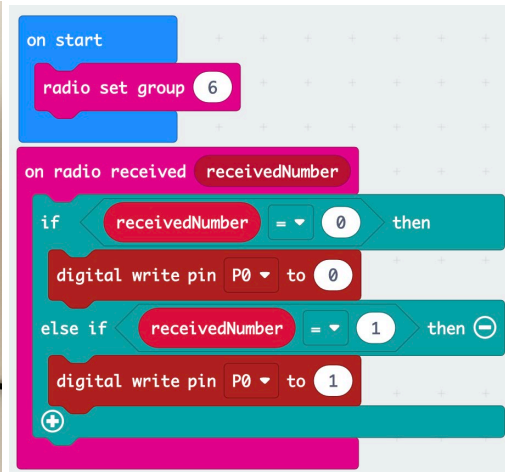 on start
radio set group 6
on radio received receivedNumber
if receivedNumber = 0 then
digital write pin P0 to 0
else if receivedNumber = 1 then
digital write pin P0 to 1